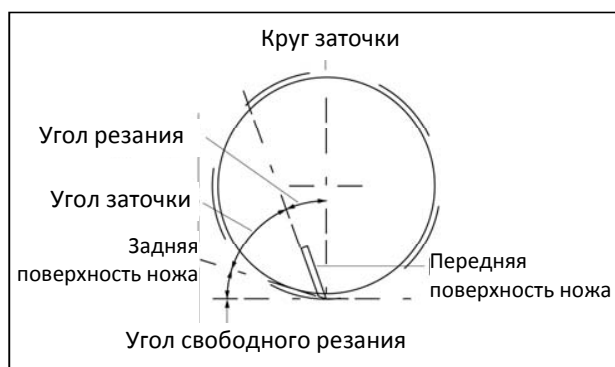 Круг заточки
Угол резания
Угол заточки
Задняя
поверхность ножа
Передняя
поверхность ножа
Угол свободного резания